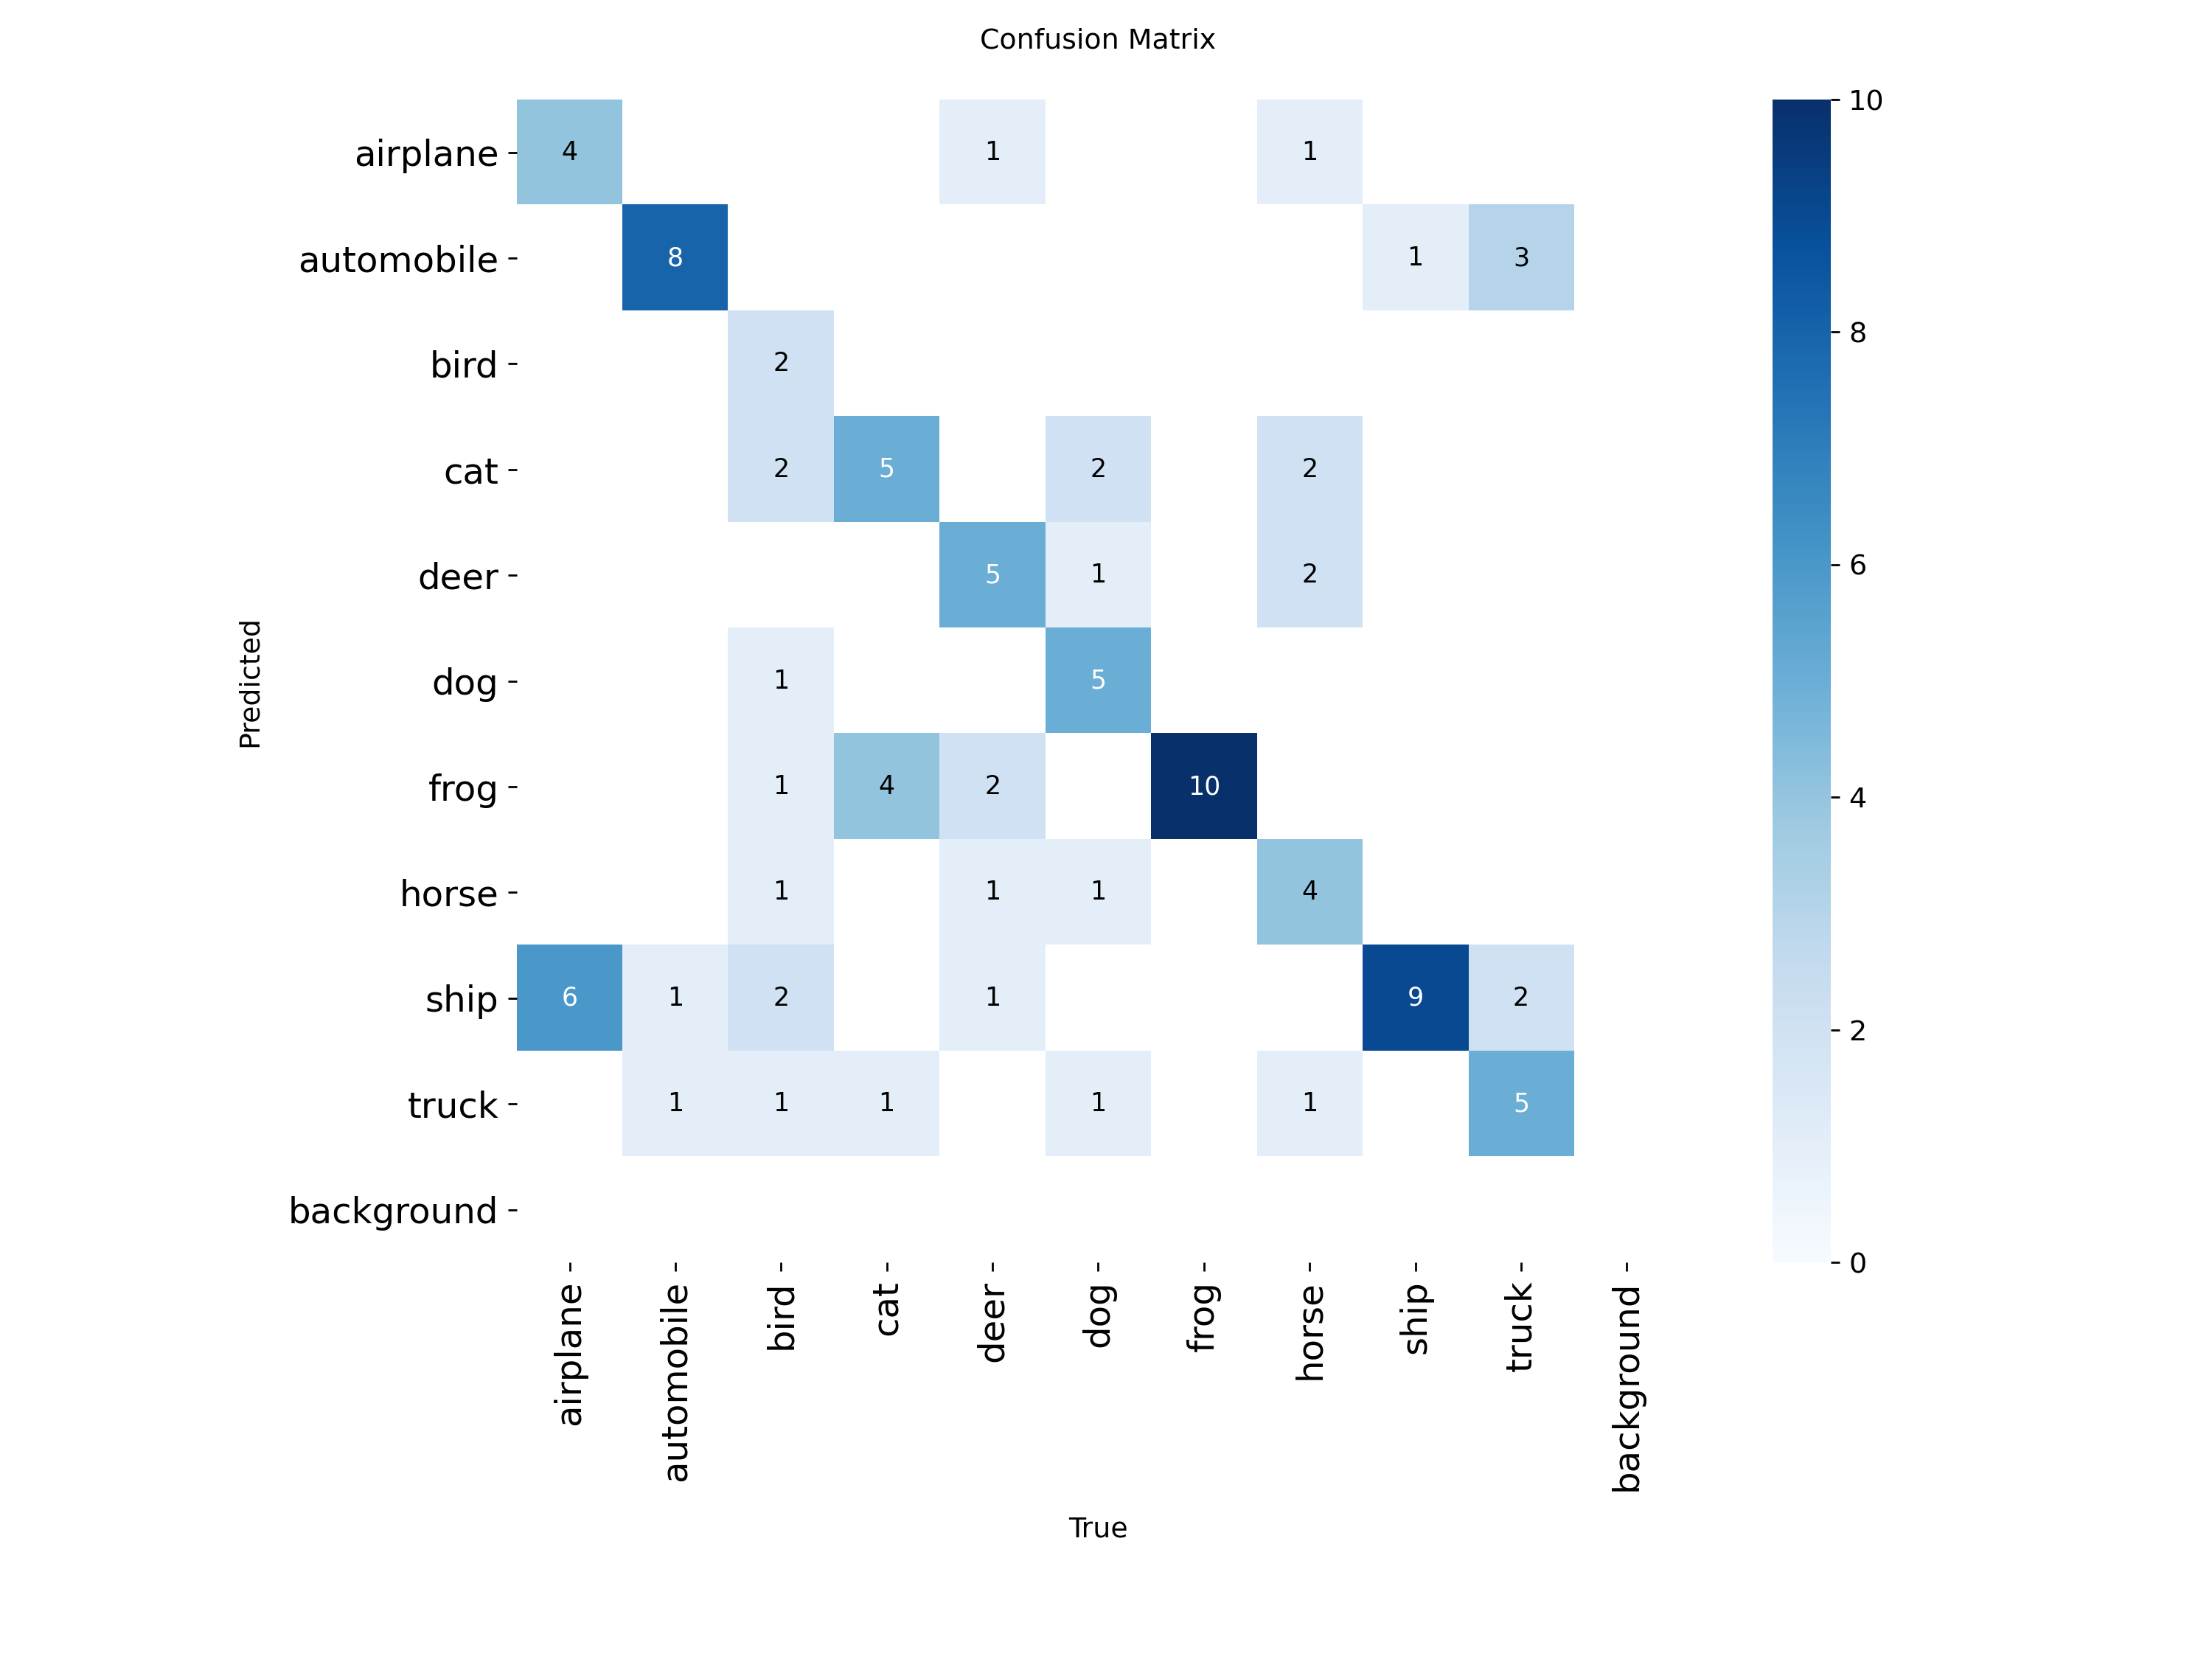 Confusion Matrix
airplane 4 1 1
automobile 8 1 3
bird 2
cat 2 5 2 2
deer 5 1 2
dog 1 5
frog 1 4 2 10
horse 1 1 1 4
ship 6 1 2 1 9 2
truck 1 1 1 1 1 5
background
Predicted
airplane automobile bird cat deer dog frog horse ship truck background
True
10
8
6
4
2
0